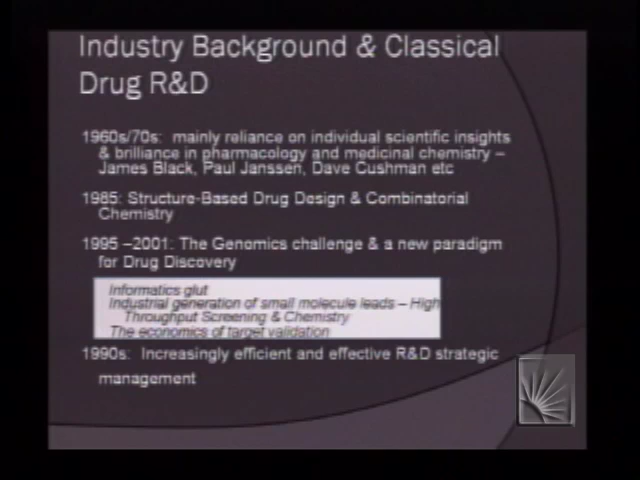 Industry Background & Classical
Drug R&D
1960s/70s: mainly reliance on individual scientific insights
& brilliance in pharmacology and medicinal chemistry –
James Black, Paul Janssen, Dave Cushman etc
1985: Structure-Based Drug Design & Combinatorial
Chemistry
1995 –2001: The Genomics challenge & a new paradigm
for Drug Discovery
Informatics glut
Industrial generation of small molecule leads – High
Throughput Screening & Chemistry
The economics of target validation
1990s: Increasingly efficient and effective R&D strategic
management